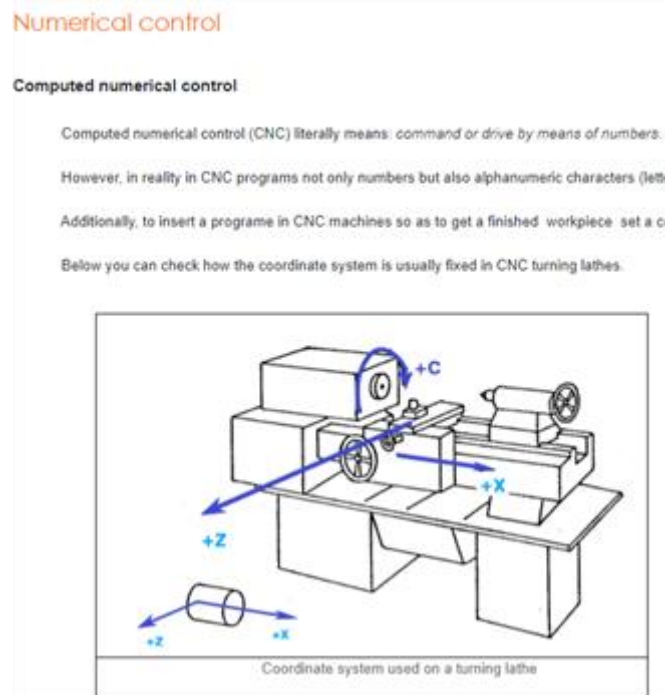 Numerical control
Computed numerical control
Computed numerical control (CNC) literally means: command or drive by means of numbers.
However, in reality in CNC programs not only numbers but also alphanumeric characters (lette
Additionally, to insert a programe in CNC machines so as to get a finished workpiece set a c
Below you can check how the coordinate system is usually fixed in CNC turning lathes.
+C
+X
+Z
+Z
+X
Coordinate system used on a turning lathe